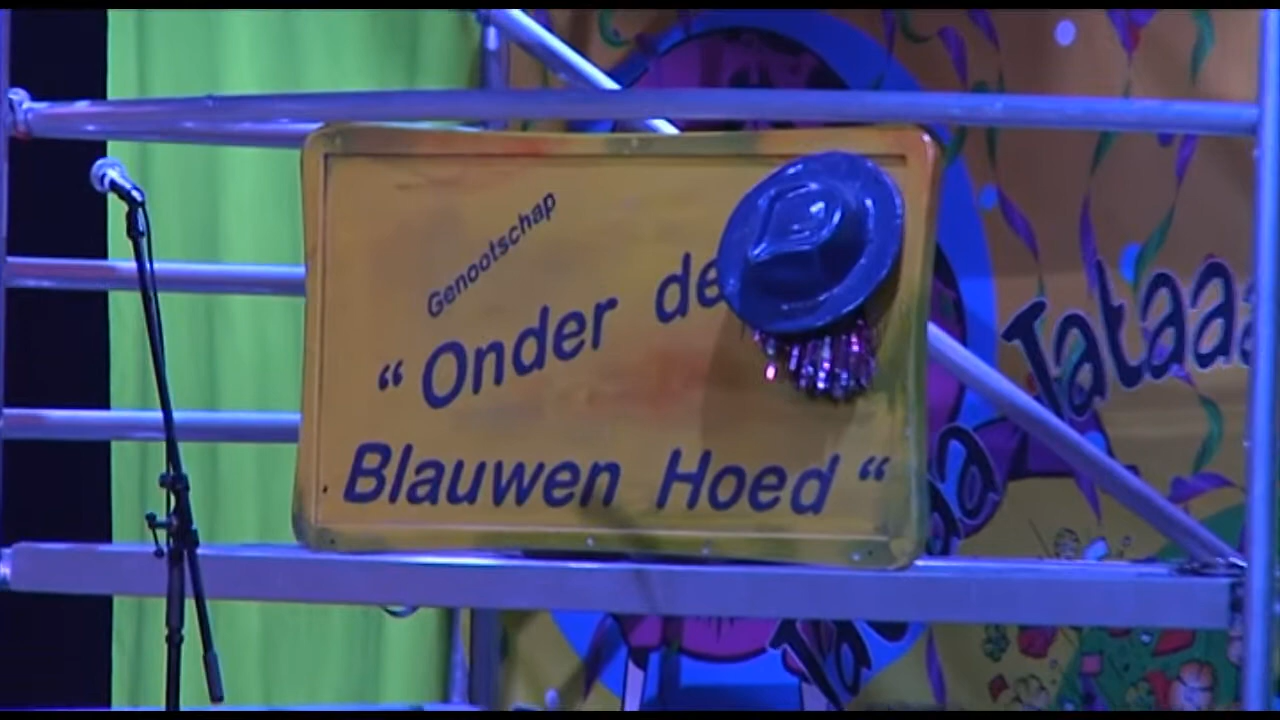 Genootschap
“ Onder de
Blauwen Hoed “
Tataaa